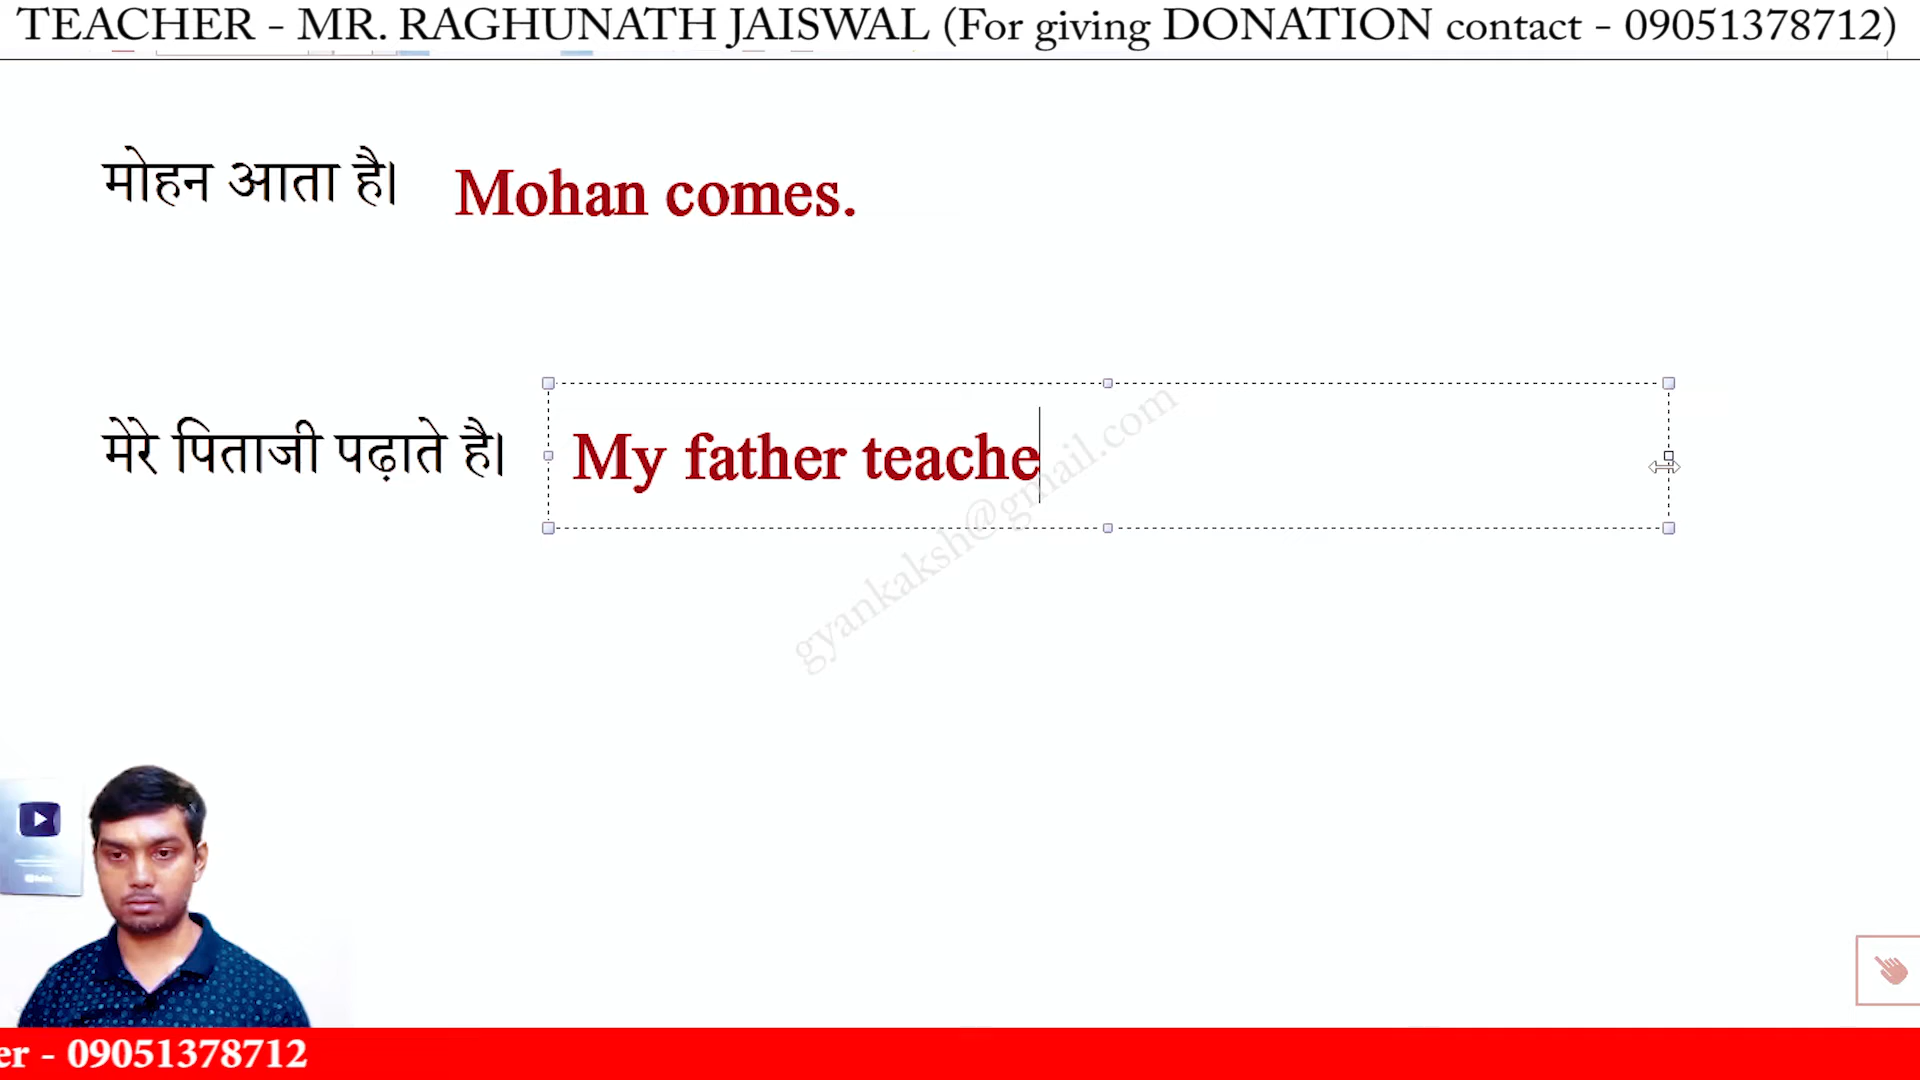 TEACHER - MR. RAGHUNATH JAISWAL (For giving DONATION contact - 09051378712)
मोहन आता है। Mohan comes.
मेरे पिताजी पढ़ाते है। My father teache
gyankaksh@gmail.com
er - 09051378712